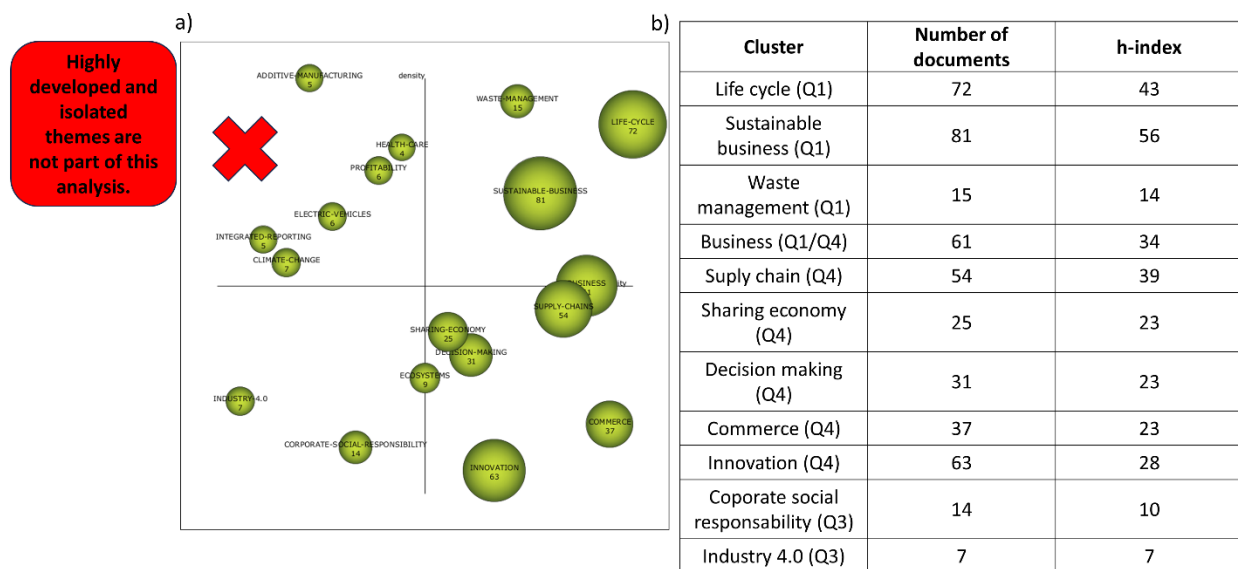 a)
b)
Highly
developed and
isolated
themes are
not part of this
analysis.
ADDITIVE-MANUFACTURING
5
density
WASTE-MANAGEMENT
15
LIFE-CYCLE
72
HEALTH-CARE
4
PROFITABILITY
6
SUSTAINABLE-BUSINESS
81
ELECTRIC-VEHICLES
6
INTEGRATED-REPORTING
5
CLIMATE-CHANGE
7
BUSINESS
SUPPLY-CHAINS
54
SHARING-ECONOMY
25
DECISION-MAKING
31
ECOSYSTEMS
9
INDUSTRY-4.0
7
COMMERCE
37
CORPORATE-SOCIAL-RESPONSIBILITY
14
INNOVATION
63
Cluster
Number of
documents
h-index
Life cycle (Q1)
72
43
Sustainable
business (Q1)
81
56
Waste
management (Q1)
15
14
Business (Q1/Q4)
61
34
Suply chain (Q4)
54
39
Sharing economy
(Q4)
25
23
Decision making
(Q4)
31
23
Commerce (Q4)
37
23
Innovation (Q4)
63
28
Coporate social
responsability (Q3)
14
10
Industry 4.0 (Q3)
7
7